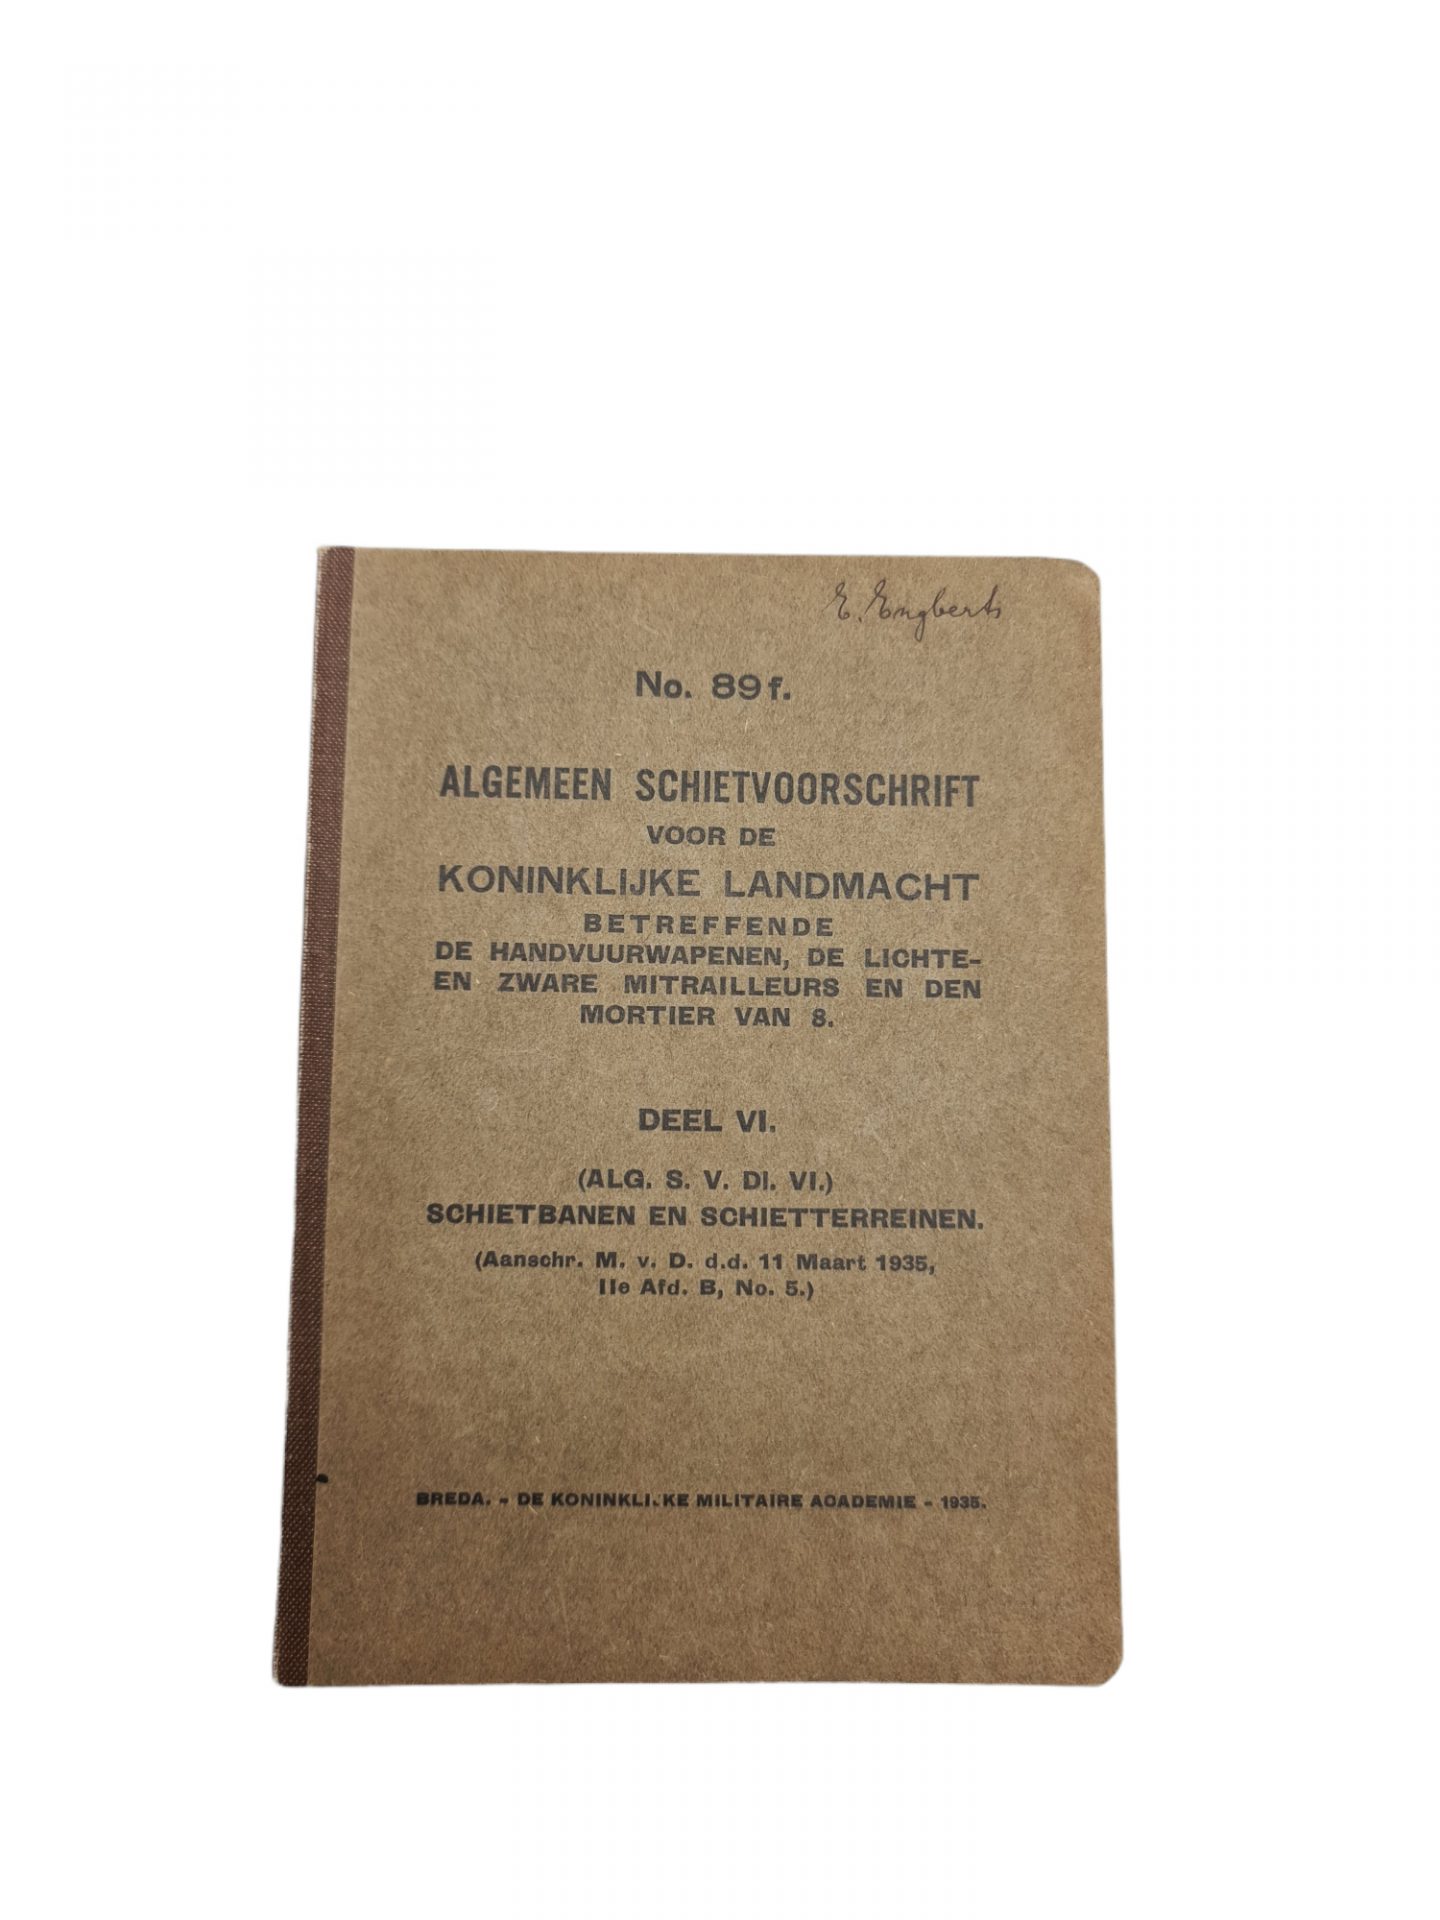 E. Engberts
No. 89f.
ALGEMEEN SCHIETVOORSCHRIFT
VOOR DE
KONINKLIJKE LANDMACHT
BETREFFENDE
DE HANDVUURWAPENEN, DE LICHTE-
EN ZWARE MITRAILLEURS EN DEN
MORTIER VAN 8.
DEEL VI.
(ALG. S. V. Dl. VI.)
SCHIETBANEN EN SCHIETTERREINEN.
(Aanschr. M. v. D. d.d. 11 Maart 1935,
IIe Afd. B, No. 5.)
BREDA. - DE KONINKLIJKE MILITAIRE ACADEMIE - 1935.